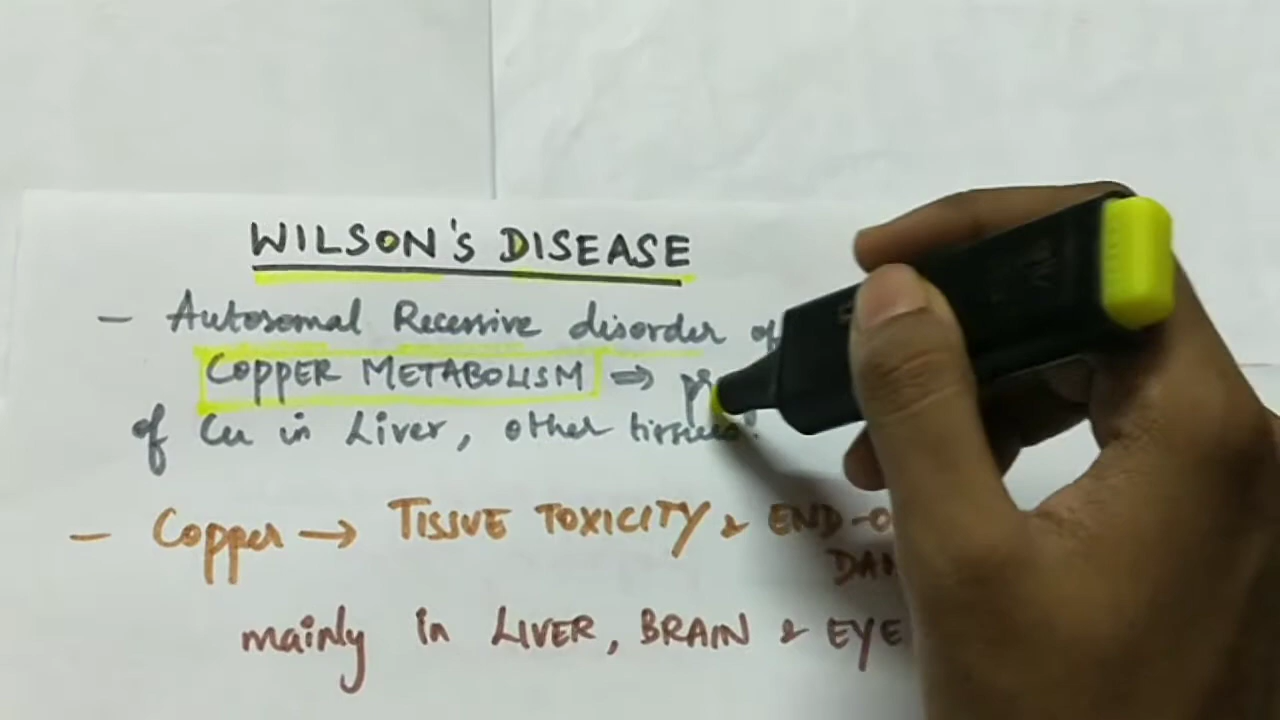 WILSON'S DISEASE
- Autosomal Recessive disorder of
COPPER METABOLISM ⇒
of Cu in Liver, other tissues.
- Copper → TISSUE TOXICITY & END-O
DAM
mainly in LIVER, BRAIN & EYE